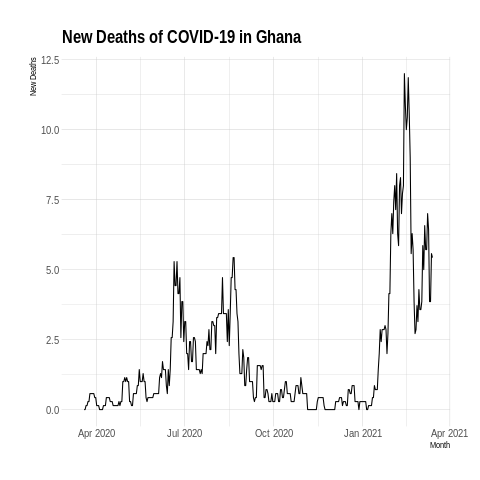 New Deaths of COVID-19 in Ghana
New Deaths
12.5
10.0
7.5
5.0
2.5
0.0
Apr 2020
Jul 2020
Oct 2020
Jan 2021
Apr 2021
Month